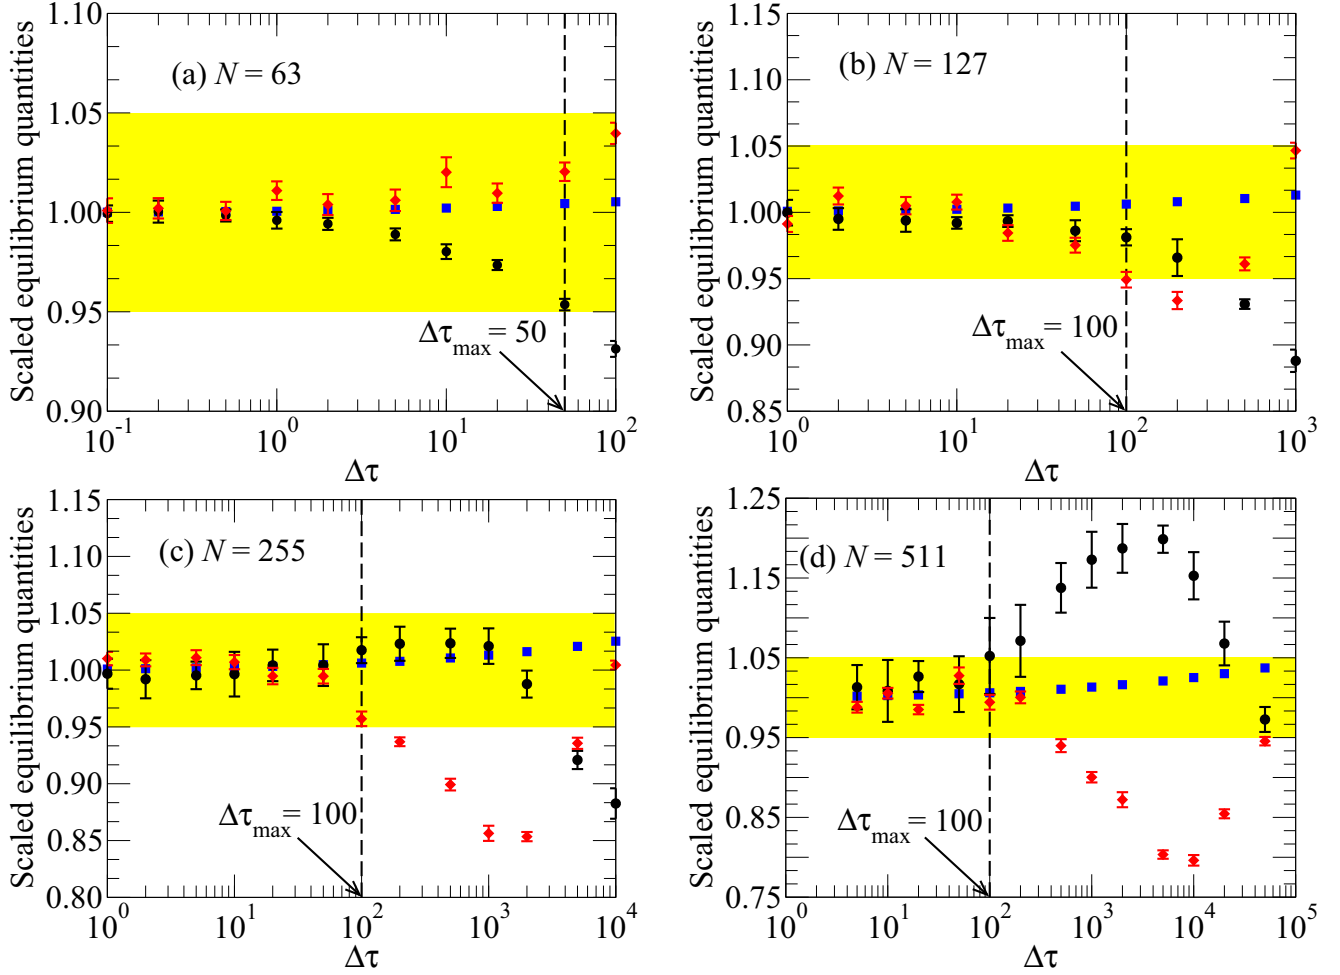 (a) N = 63
Scaled equilibrium quantities
1.10
1.05
1.00
0.95
0.90
Δτmax = 50
10-1 100 101 102
Δτ
(b) N = 127
Scaled equilibrium quantities
1.15
1.10
1.05
1.00
0.95
0.90
0.85
Δτmax = 100
100 101 102 103
Δτ
(c) N = 255
Scaled equilibrium quantities
1.15
1.10
1.05
1.00
0.95
0.90
0.85
0.80
Δτmax = 100
100 101 102 103 104
Δτ
(d) N = 511
Scaled equilibrium quantities
1.25
1.15
1.05
0.95
0.85
0.75
Δτmax = 100
100 101 102 103 104 105
Δτ